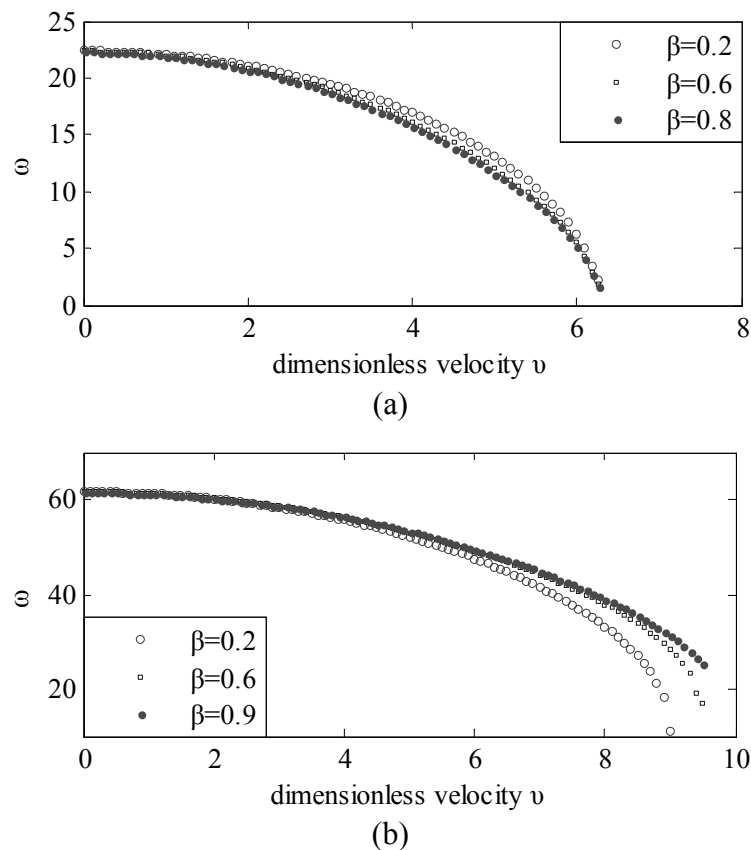 25
20
15
10
5
0
ω
β=0.2
β=0.6
β=0.8
0 2 4 6 8
dimensionless velocity υ
(a)
60
40
20
ω
β=0.2
β=0.6
β=0.9
0 2 4 6 8 10
dimensionless velocity υ
(b)